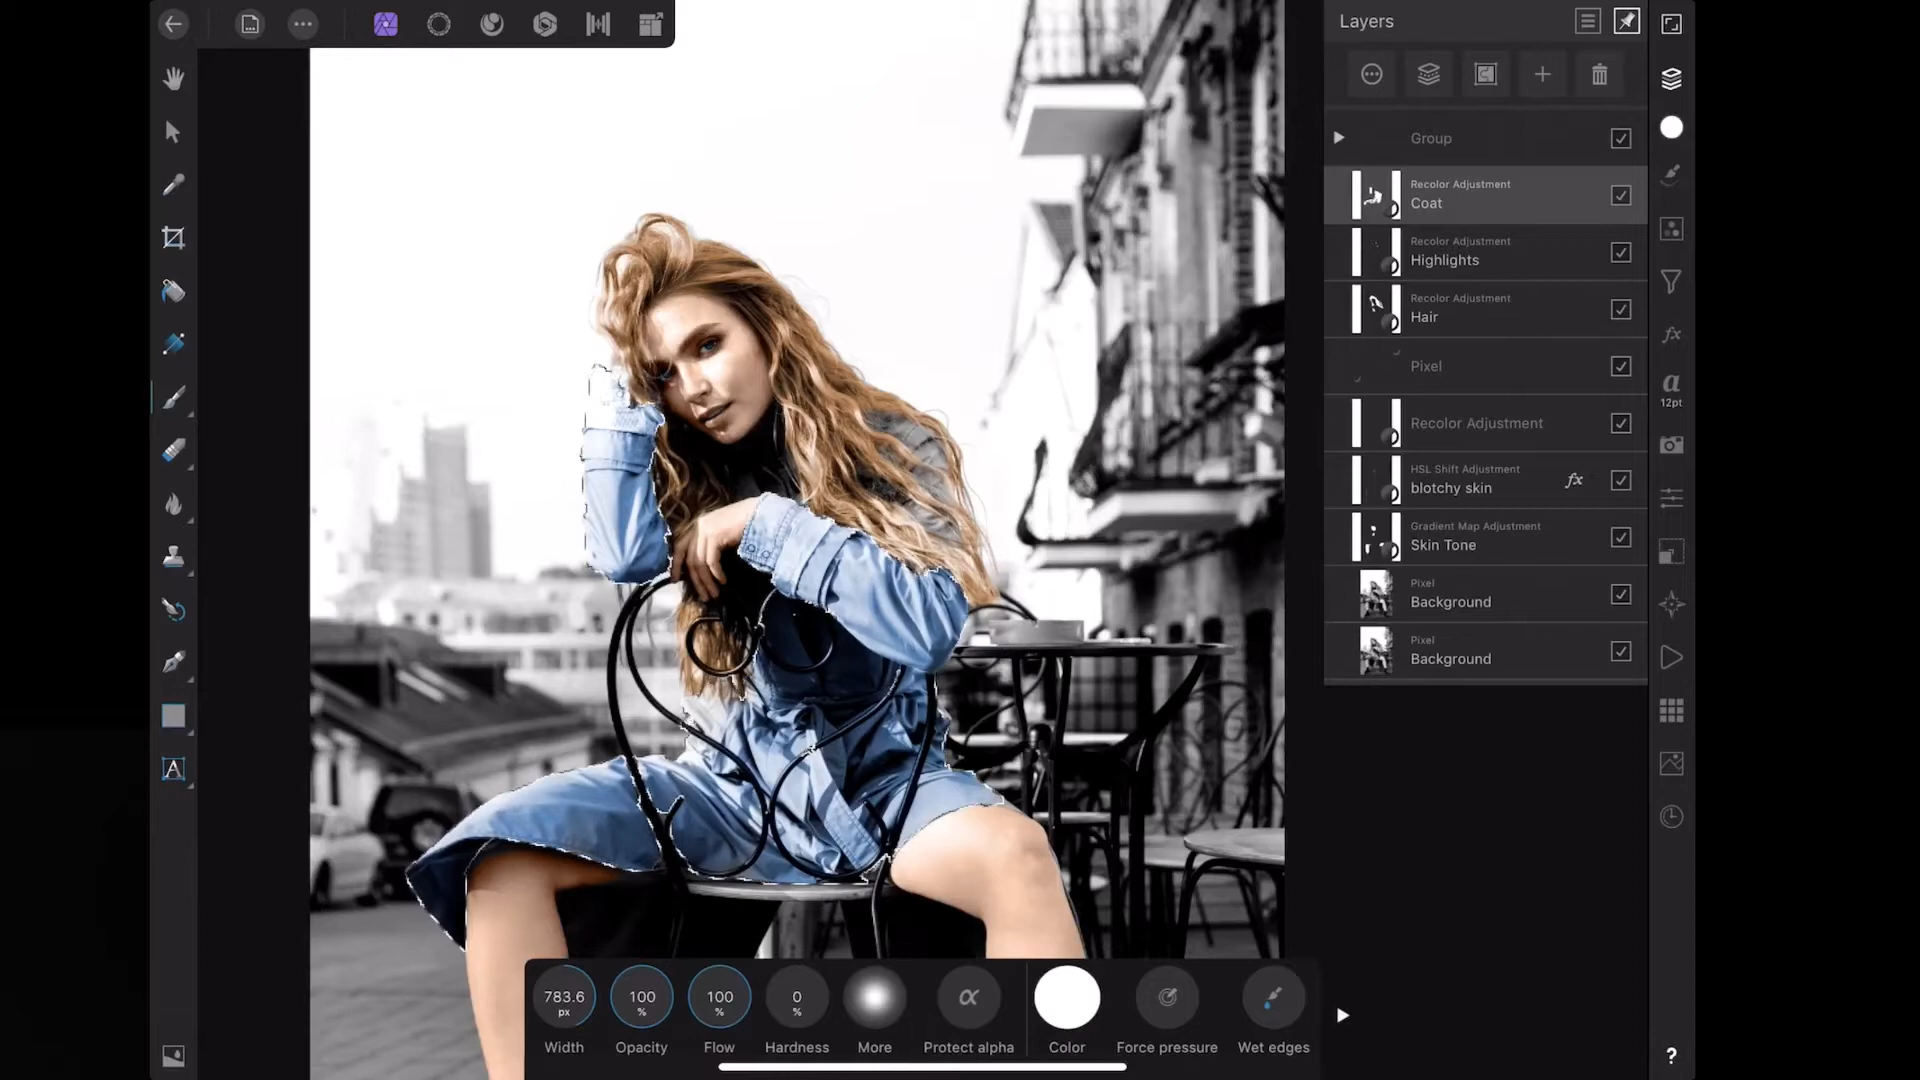 Layers
Group
Recolor Adjustment
Coat
Recolor Adjustment
Highlights
Recolor Adjustment
Hair
Pixel
Recolor Adjustment
HSL Shift Adjustment
blotchy skin
fx
Gradient Map Adjustment
Skin Tone
Pixel
Background
Pixel
Background
fx
a
12pt
A
783.6
px
Width
100
%
Opacity
100
%
Flow
0
%
Hardness
More
α
Protect alpha
Color
Force pressure
Wet edges
?